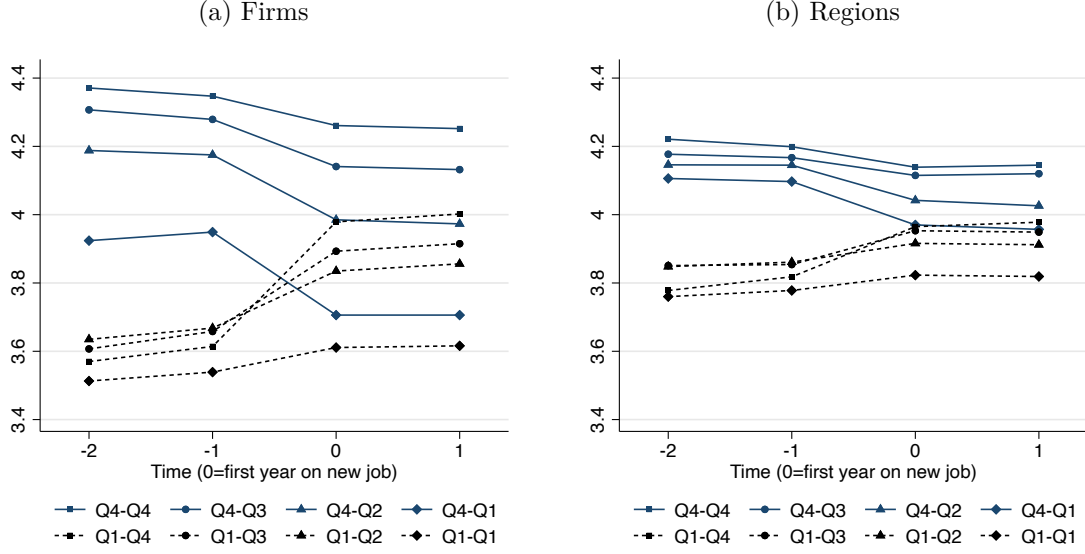 (a) Firms
4.4
4.2
4
3.8
3.6
3.4
-2 -1 0 1
Time (0=first year on new job)
Q4-Q4 Q4-Q3 Q4-Q2 Q4-Q1
Q1-Q4 Q1-Q3 Q1-Q2 Q1-Q1
(b) Regions
4.4
4.2
4
3.8
3.6
3.4
-2 -1 0 1
Time (0=first year on new job)
Q4-Q4 Q4-Q3 Q4-Q2 Q4-Q1
Q1-Q4 Q1-Q3 Q1-Q2 Q1-Q1